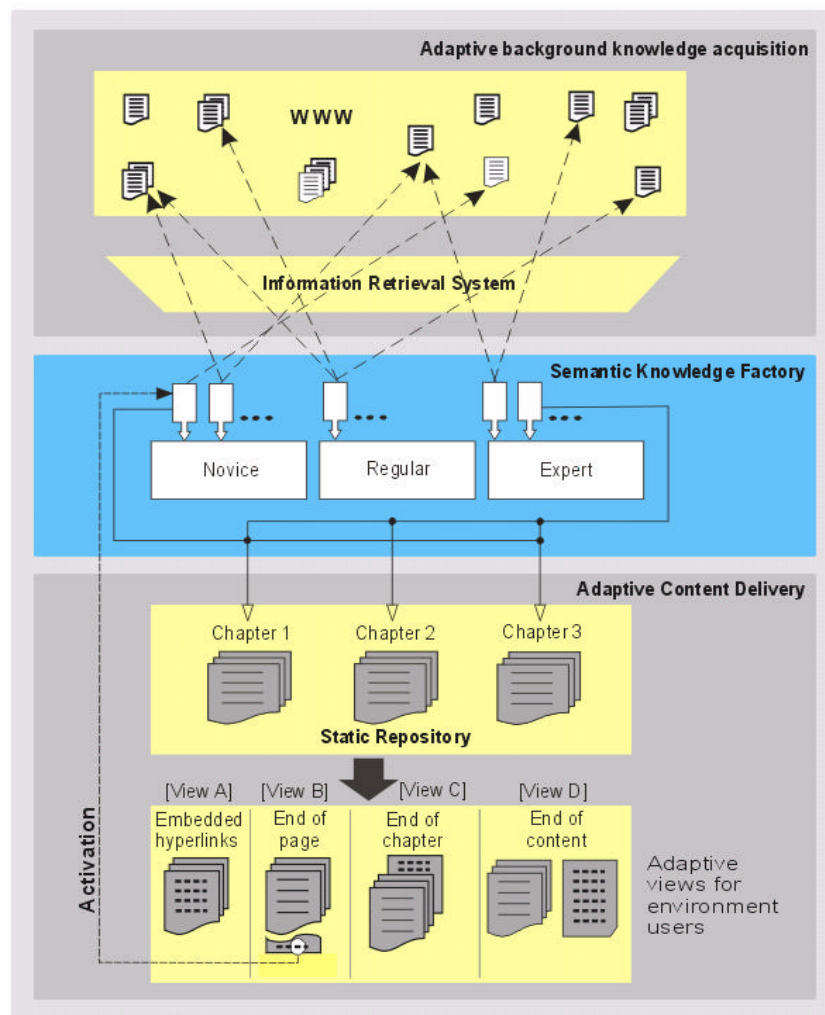 Adaptive background knowledge acquisition
WWW
Information Retrieval System
Semantic Knowledge Factory
Novice
Regular
Expert
Adaptive Content Delivery
Chapter 1
Chapter 2
Chapter 3
Static Repository
[View A]
[View B]
[View C]
[View D]
Embedded
hyperlinks
End of
page
End of
chapter
End of
content
Activation
Adaptive
views for
environment
users